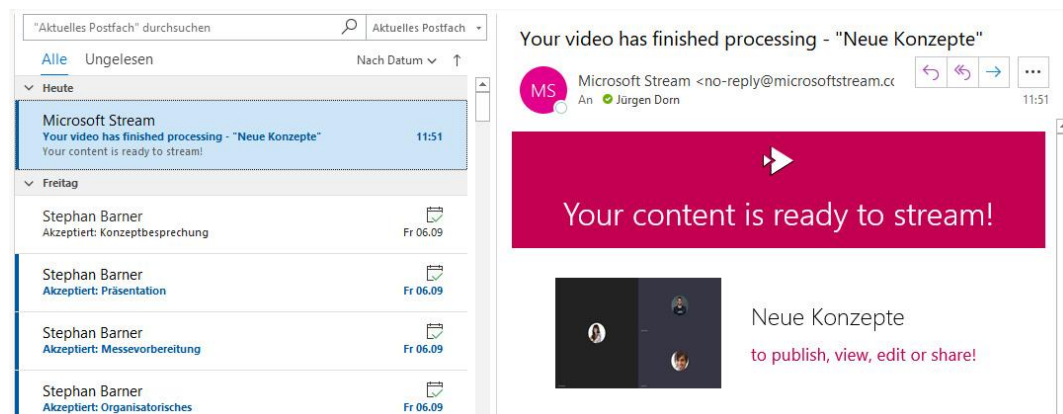 "Aktuelles Postfach" durchsuchen
Aktuelles Postfach
Alle Ungelesen
Nach Datum
Heute
Microsoft Stream
Your video has finished processing - "Neue Konzepte" 11:51
Your content is ready to stream!
Freitag
Stephan Barner
Akzeptiert: Konzeptbesprechung Fr 06.09
Stephan Barner
Akzeptiert: Präsentation Fr 06.09
Stephan Barner
Akzeptiert: Messevorbereitung Fr 06.09
Stephan Barner
Akzeptiert: Organisatorisches Fr 06.09
Your video has finished processing - "Neue Konzepte"
MS
Microsoft Stream <no-reply@microsoftstream.cc
An Jürgen Dorn
11:51
Your content is ready to stream!
Neue Konzepte
to publish, view, edit or share!